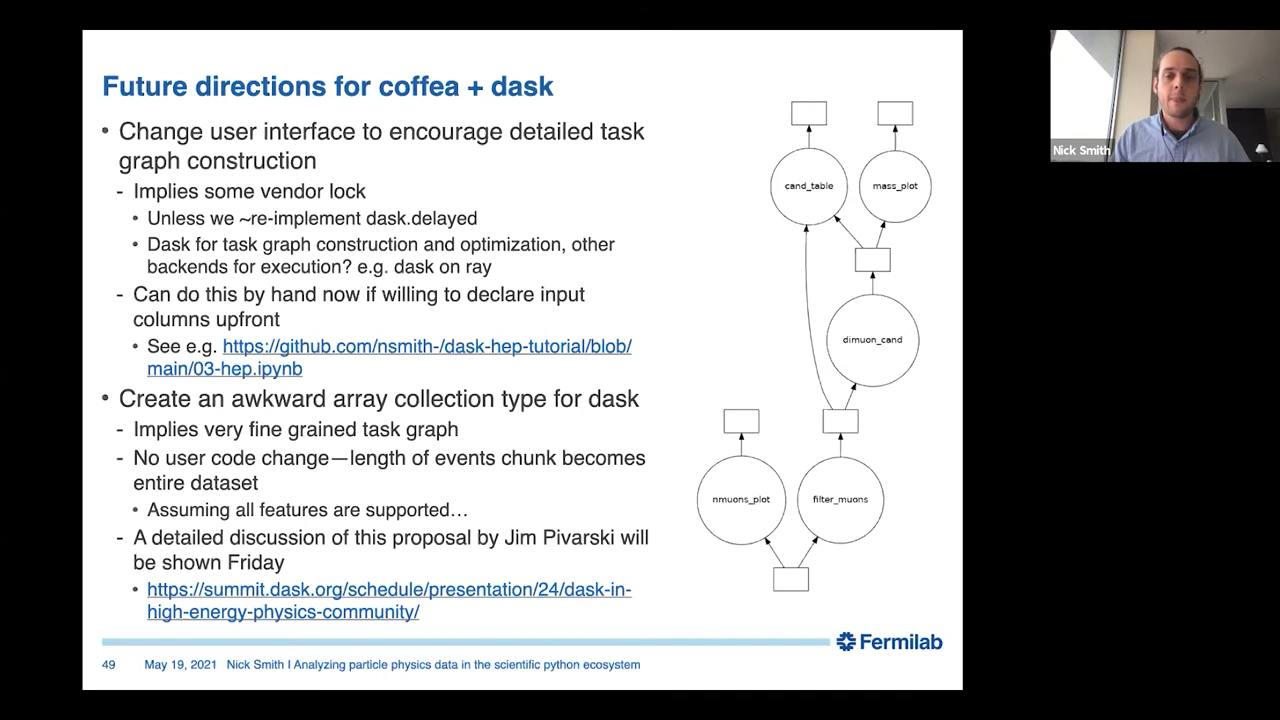 Future directions for coffea + dask
• Change user interface to encourage detailed task
graph construction
- Implies some vendor lock
• Unless we ~re-implement dask.delayed
• Dask for task graph construction and optimization, other
backends for execution? e.g. dask on ray
- Can do this by hand now if willing to declare input
columns upfront
• See e.g. https://github.com/nsmith-/dask-hep-tutorial/blob/
main/03-hep.ipynb
• Create an awkward array collection type for dask
- Implies very fine grained task graph
- No user code change—length of events chunk becomes
entire dataset
• Assuming all features are supported…
- A detailed discussion of this proposal by Jim Pivarski will
be shown Friday
• https://summit.dask.org/schedule/presentation/24/dask-in-
high-energy-physics-community/
cand_table
mass_plot
dimuon_cand
nmuons_plot
filter_muons
Fermilab
49 May 19, 2021 Nick Smith | Analyzing particle physics data in the scientific python ecosystem
Nick Smith